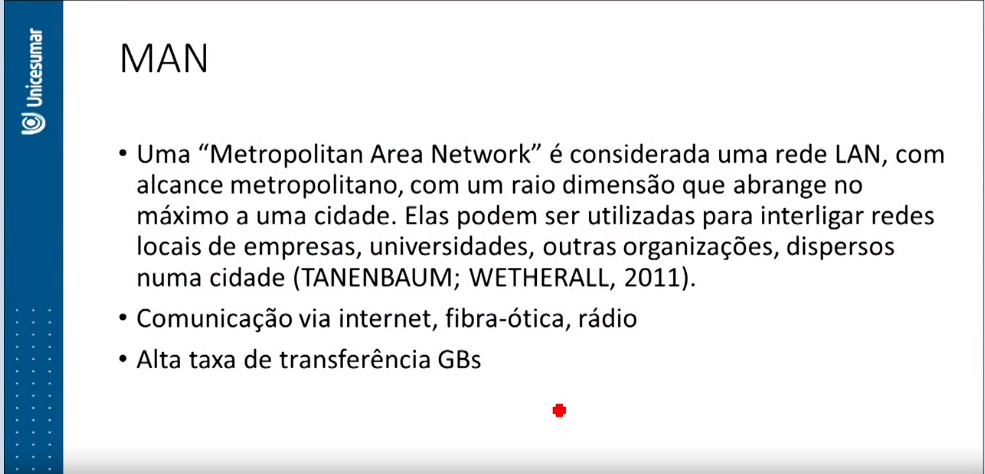 Unicesumar
MAN
• Uma “Metropolitan Area Network” é considerada uma rede LAN, com
alcance metropolitano, com um raio dimensão que abrange no
máximo a uma cidade. Elas podem ser utilizadas para interligar redes
locais de empresas, universidades, outras organizações, dispersos
numa cidade (TANENBAUM; WETHERALL, 2011).
• Comunicação via internet, fibra-ótica, rádio
• Alta taxa de transferência GBs